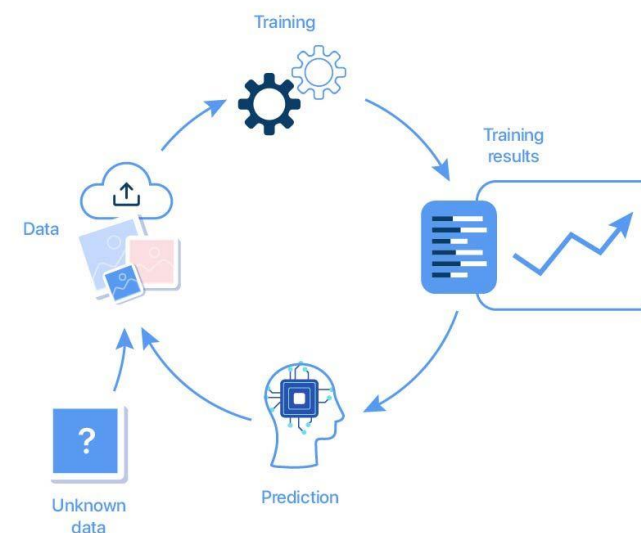 Training
Training
results
Data
?
Prediction
Unknown
data